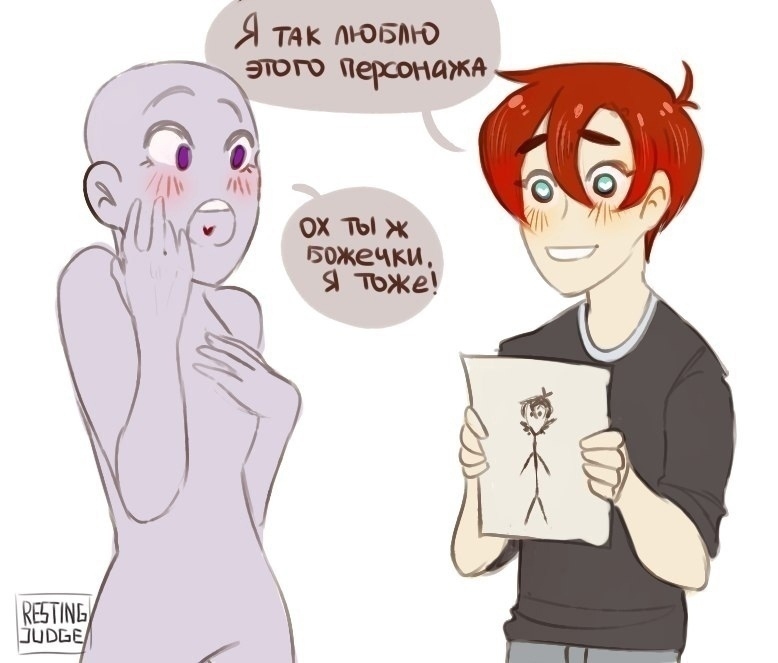 Я ТАК ЛЮБЛЮ
ЭТОГО ПЕРСОНАЖА
ОХ ТЫ Ж
БОЖЕЧКИ.
Я ТОЖЕ!
RESTING
JUDGE